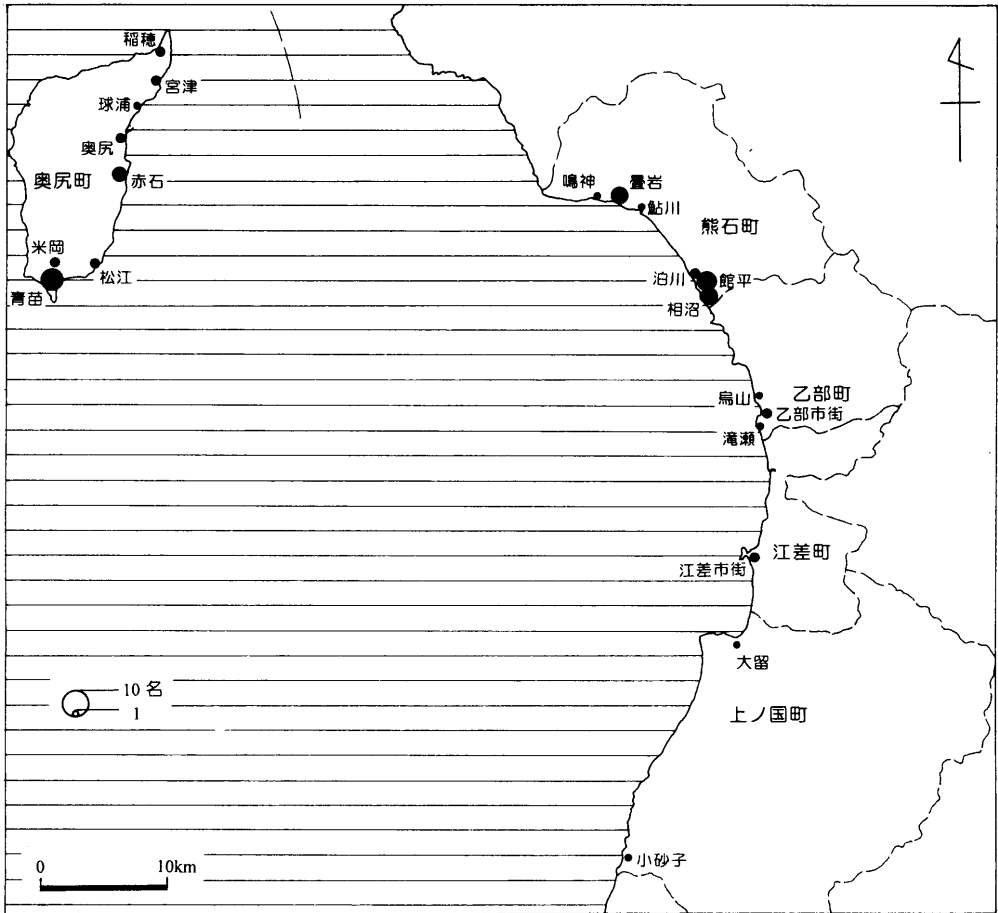 稲穂
宮津
球浦
奥尻
奥尻町
赤石
米岡
松江
青苗
鳴神
畳岩
鮎川
熊石町
泊川
館平
相沼
鳥山
乙部町
乙部市街
滝瀬
江差町
江差市街
大留
上ノ国町
10名
1
小砂子
0
10km